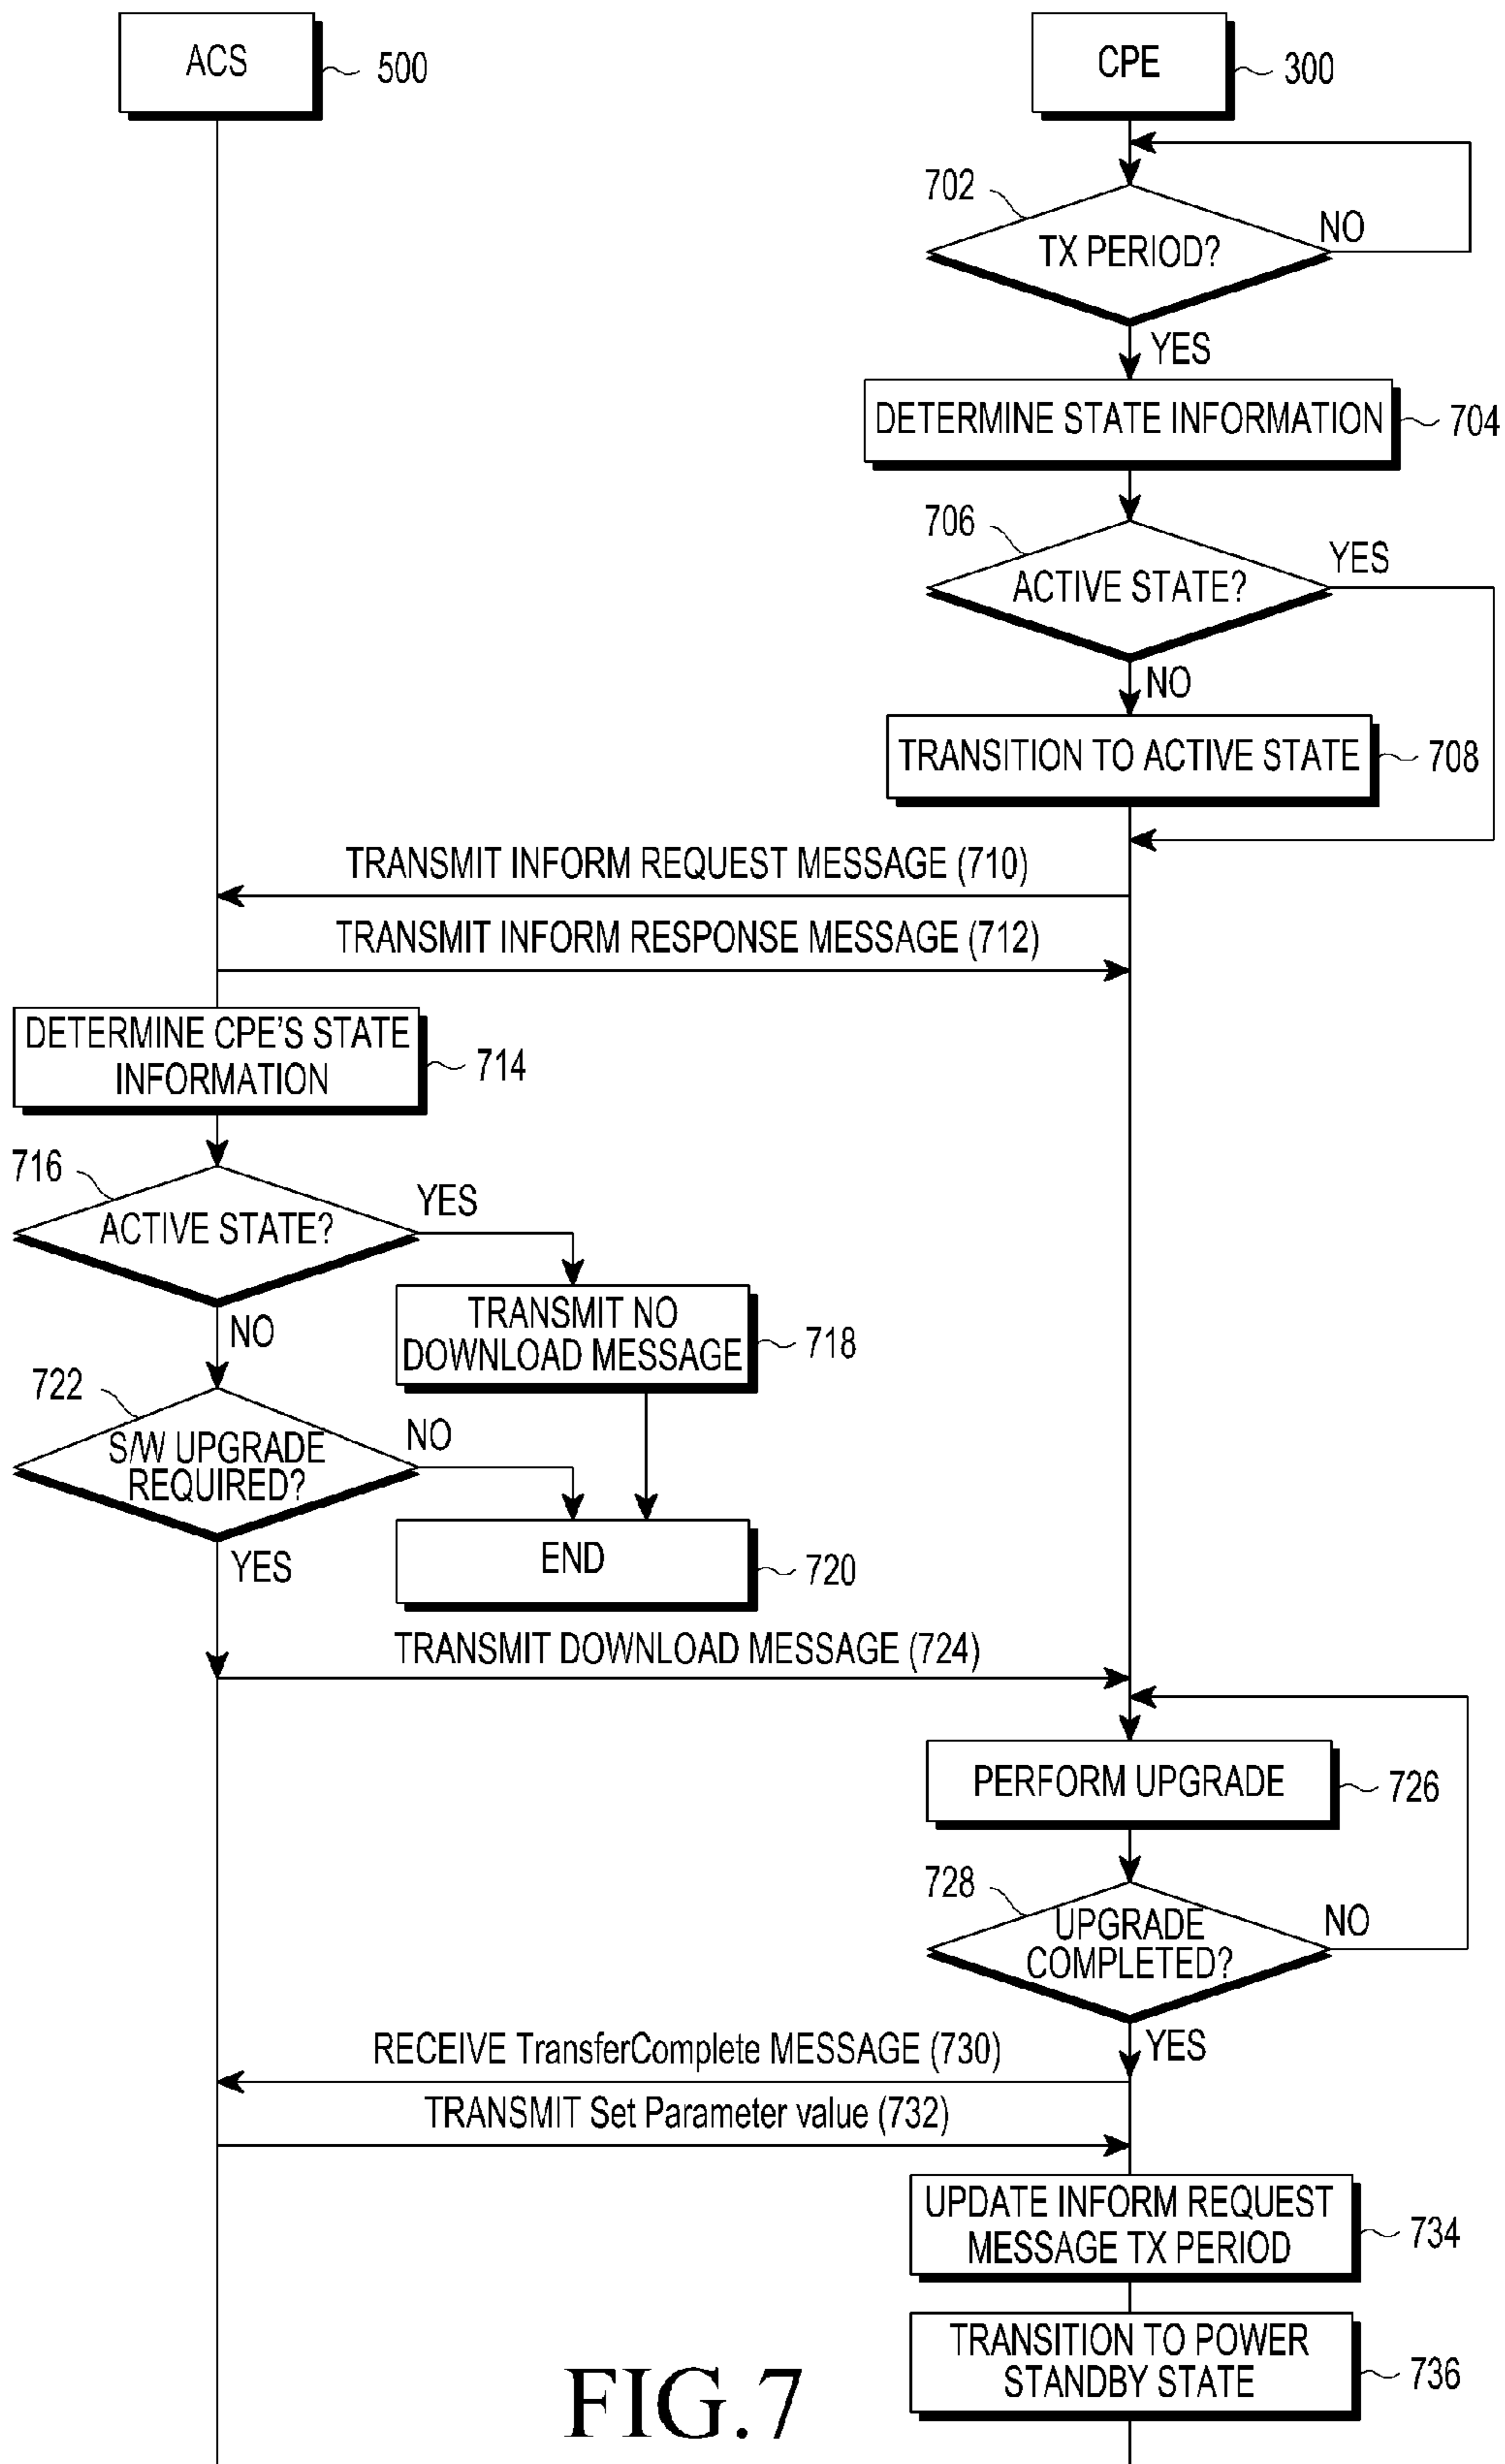 ACS
500
CPE
300
702
TX PERIOD?
NO
YES
DETERMINE STATE INFORMATION
704
706
ACTIVE STATE?
YES
NO
TRANSITION TO ACTIVE STATE
708
TRANSMIT INFORM REQUEST MESSAGE (710)
TRANSMIT INFORM RESPONSE MESSAGE (712)
DETERMINE CPE'S STATE
INFORMATION
714
716
ACTIVE STATE?
YES
NO
TRANSMIT NO
DOWNLOAD MESSAGE
718
722
S/W UPGRADE
REQUIRED?
NO
YES
END
720
TRANSMIT DOWNLOAD MESSAGE (724)
PERFORM UPGRADE
726
728
UPGRADE
COMPLETED?
NO
YES
RECEIVE TransferComplete MESSAGE (730)
TRANSMIT Set Parameter value (732)
UPDATE INFORM REQUEST
MESSAGE TX PERIOD
734
TRANSITION TO POWER
STANDBY STATE
736
FIG.7